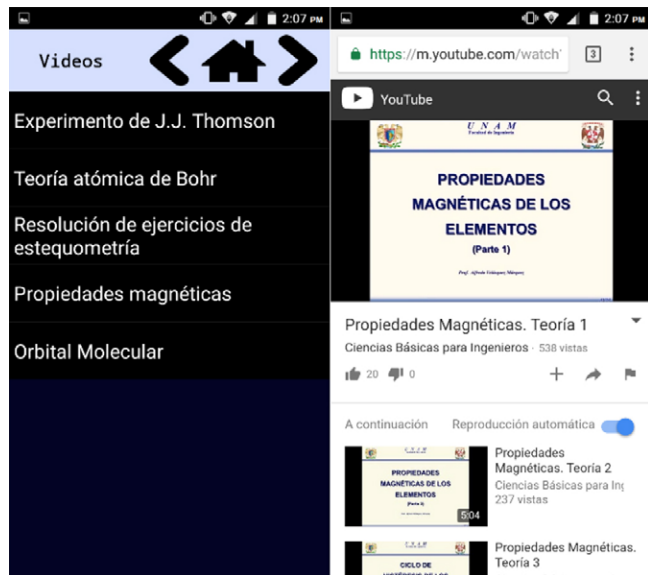 2:07 PM
Videos
Experimento de J.J. Thomson
Teoría atómica de Bohr
Resolución de ejercicios de
estequometría
Propiedades magnéticas
Orbital Molecular
2:07 PM
https://m.youtube.com/watch
3
YouTube
U N A M
Facultad de Ingeniería
PROPIEDADES
MAGNÉTICAS DE LOS
ELEMENTOS
(Parte 1)
Prof. Alfredo Velásquez Márquez
Propiedades Magnéticas. Teoría 1
Ciencias Básicas para Ingenieros · 538 vistas
20 0
A continuación Reproducción automática
PROPIEDADES
MAGNÉTICAS DE LOS
ELEMENTOS
5:04
Propiedades
Magnéticas. Teoría 2
Ciencias Básicas para Ing
237 vistas
CICLO DE
Propiedades Magnéticas.
Teoría 3